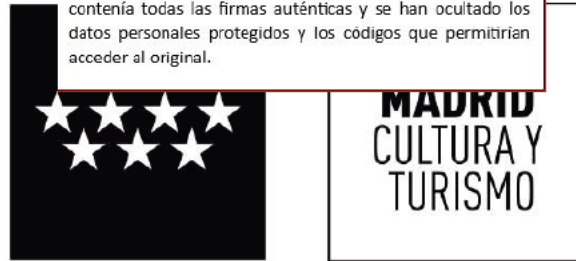 contenía todas las firmas auténticas y se han ocultado los
datos personales protegidos y los códigos que permitirían
acceder al original.
MADRID
CULTURA Y
TURISMO